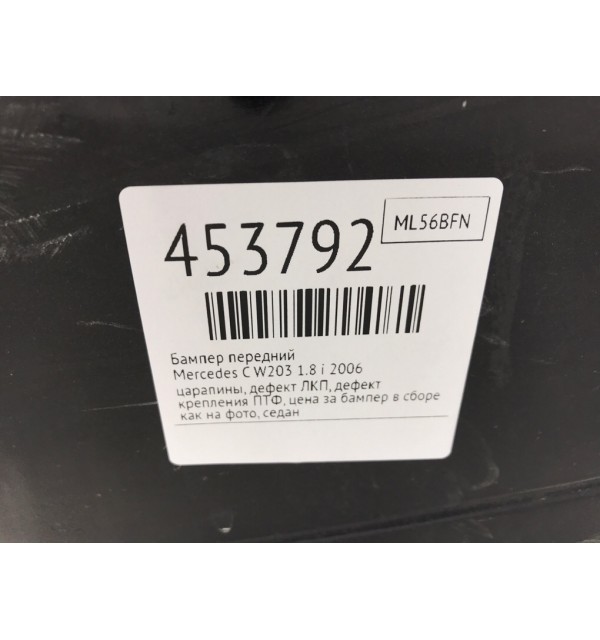 453792
ML56BFN
Бампер передний
Mercedes C W203 1.8 i 2006
царапины, дефект ЛКП, дефект
крепления ПТФ, цена за бампер в сборе
как на фото, седан